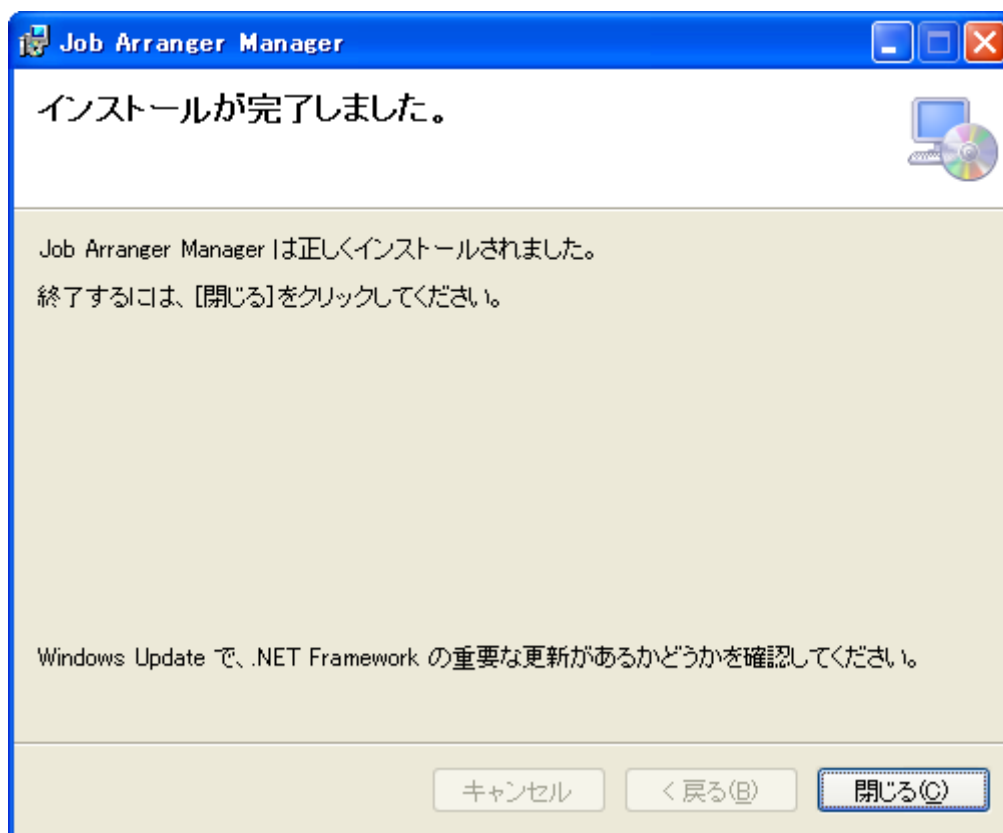 Job Arranger Manager
インストールが完了しました。
Job Arranger Manager は正しくインストールされました。
終了するには、[閉じる]をクリックしてください。
Windows Update で、.NET Framework の重要な更新があるかどうかを確認してください。
キャンセル
< 戻る(B)
閉じる(C)